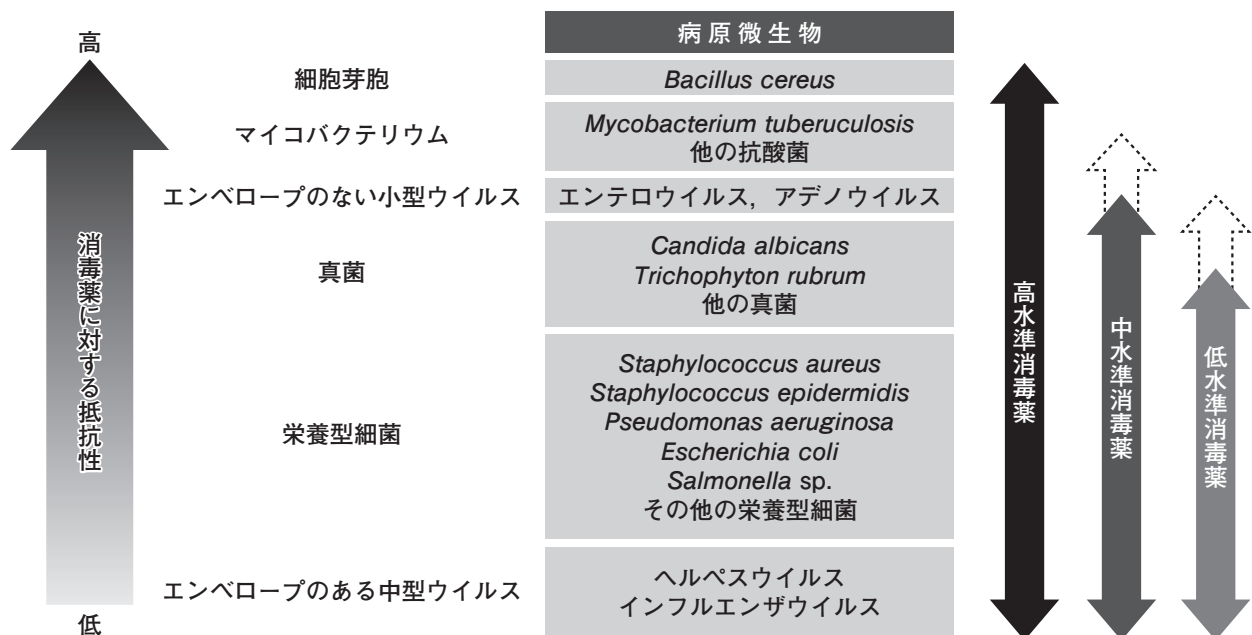 高
病原微生物
細胞芽胞
Bacillus cereus
マイコバクテリウム
Mycobacterium tuberuculosis
他の抗酸菌
エンベロープのない小型ウイルス
エンテロウイルス，アデノウイルス
真菌
Candida albicans
Trichophyton rubrum
他の真菌
栄養型細菌
Staphylococcus aureus
Staphylococcus epidermidis
Pseudomonas aeruginosa
Escherichia coli
Salmonella sp.
その他の栄養型細菌
エンベロープのある中型ウイルス
ヘルペスウイルス
インフルエンザウイルス
低
消毒薬に対する抵抗性
高水準消毒薬
中水準消毒薬
低水準消毒薬